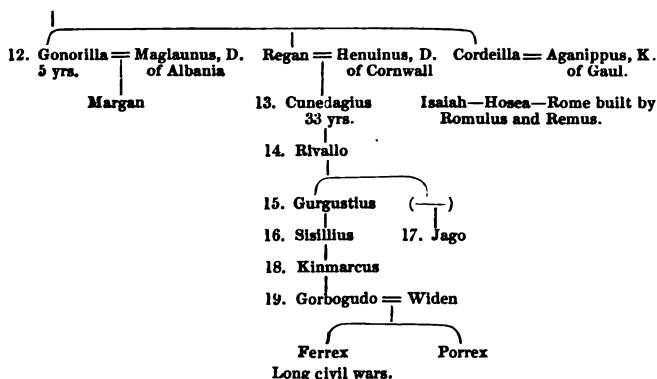 12. Gonorilla = Maglaunus, D. Regan = Henuinus, D. Cordeilla = Aganippus, K.
5 yrs. of Albania of Cornwall of Gaul.
Margan 13. Cunedagius Isaiah—Hosea—Rome built by
33 yrs. Romulus and Remus.
14. Rivallo
15. Gurgustius (——)
16. Sisillius 17. Jago
18. Kinmarcus
19. Gorbogudo = Widen
Ferrex Porrex
Long civil wars.